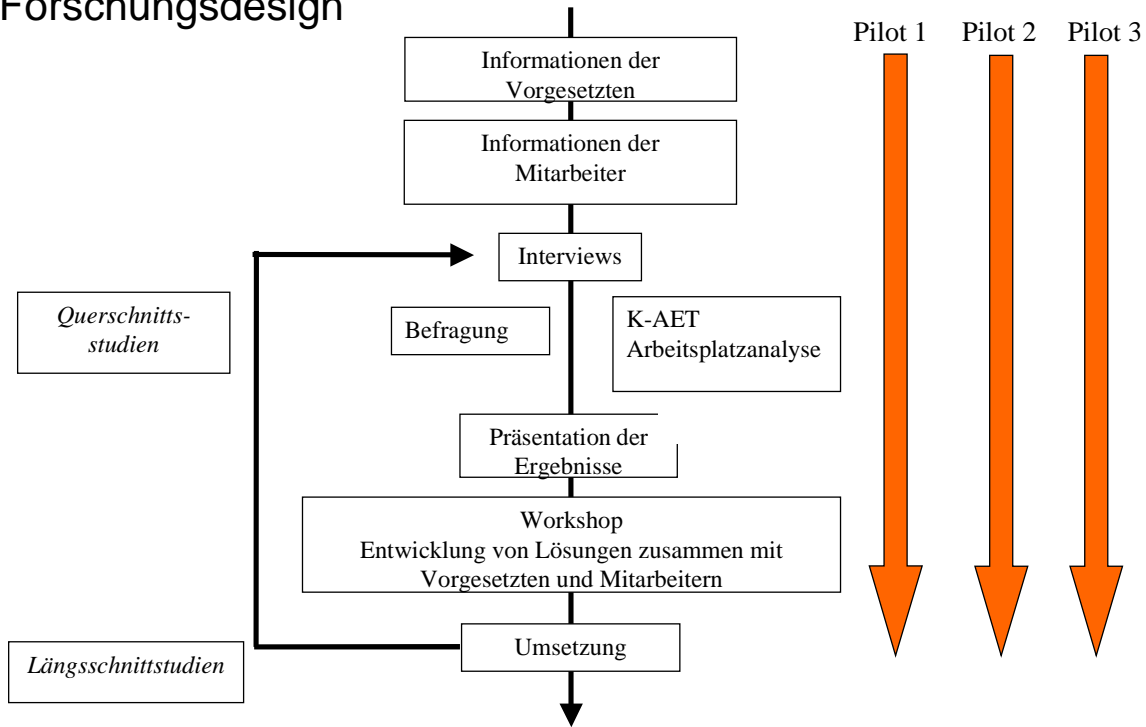 Forschungsdesign
Pilot 1 Pilot 2 Pilot 3
Informationen der
Vorgesetzten
Informationen der
Mitarbeiter
Interviews
Querschnitts-
studien
Befragung
K-AET
Arbeitsplatzanalyse
Präsentation der
Ergebnisse
Workshop
Entwicklung von Lösungen zusammen mit
Vorgesetzten und Mitarbeitern
Umsetzung
Längsschnittstudien